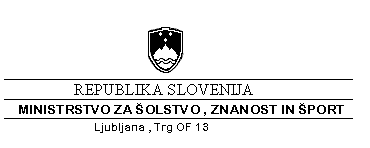 REPUBLIKA SLOVENIJA
MINISTRSTVO ZA ŠOLSTVO , ZNANOST IN ŠPORT
Ljubljana , Trg OF 13